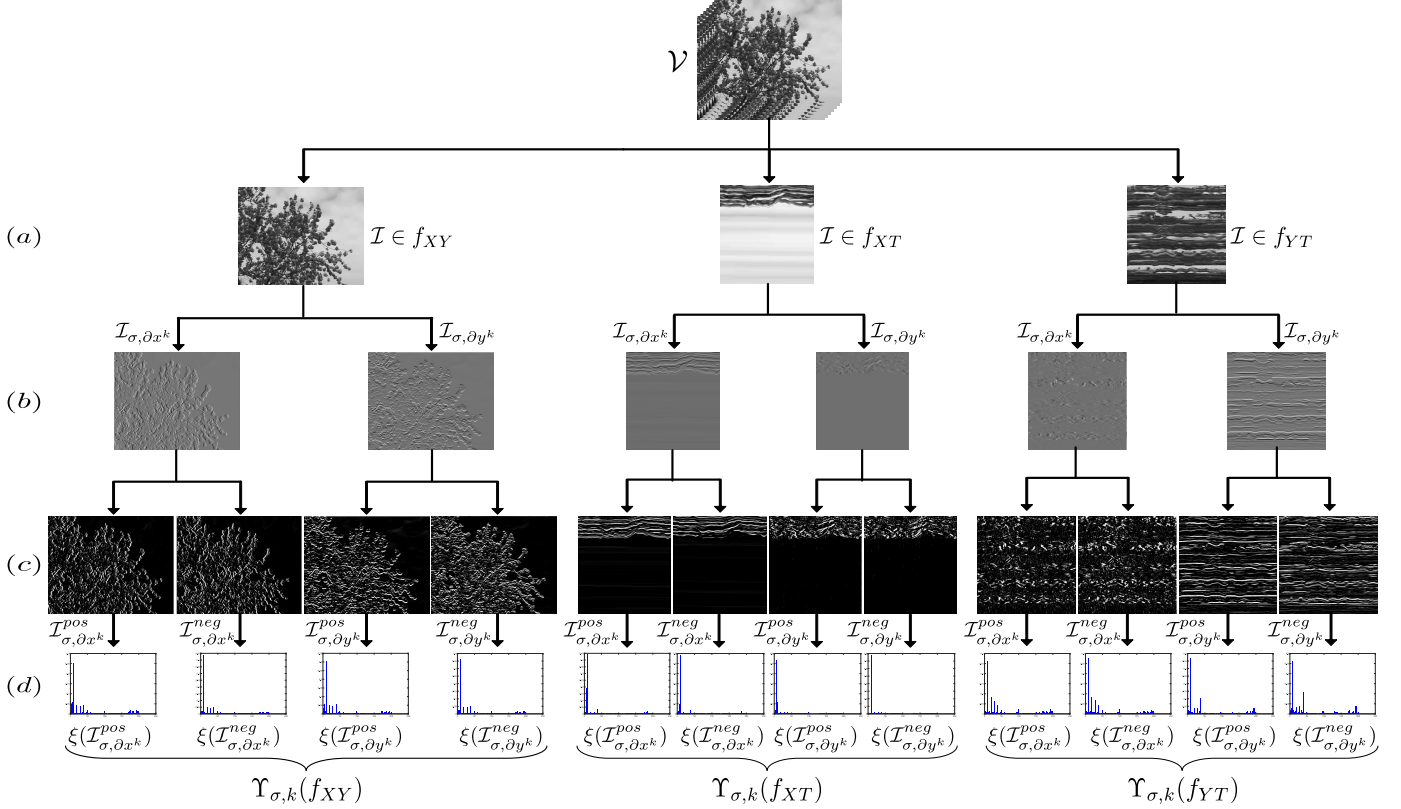 𝒱
(a) ℐ ∈ f_{XY} ℐ ∈ f_{XT} ℐ ∈ f_{YT}
ℐ_{σ,∂x^k} ℐ_{σ,∂y^k} ℐ_{σ,∂x^k} ℐ_{σ,∂y^k} ℐ_{σ,∂x^k} ℐ_{σ,∂y^k}
(b)
(c)
ℐ^{pos}_{σ,∂x^k} ℐ^{neg}_{σ,∂x^k} ℐ^{pos}_{σ,∂y^k} ℐ^{neg}_{σ,∂y^k} ℐ^{pos}_{σ,∂x^k} ℐ^{neg}_{σ,∂x^k} ℐ^{pos}_{σ,∂y^k} ℐ^{neg}_{σ,∂y^k} ℐ^{pos}_{σ,∂x^k} ℐ^{neg}_{σ,∂x^k} ℐ^{pos}_{σ,∂y^k} ℐ^{neg}_{σ,∂y^k}
(d)
ξ(ℐ^{pos}_{σ,∂x^k}) ξ(ℐ^{neg}_{σ,∂x^k}) ξ(ℐ^{pos}_{σ,∂y^k}) ξ(ℐ^{neg}_{σ,∂y^k}) ξ(ℐ^{pos}_{σ,∂x^k}) ξ(ℐ^{neg}_{σ,∂x^k}) ξ(ℐ^{pos}_{σ,∂y^k}) ξ(ℐ^{neg}_{σ,∂y^k}) ξ(ℐ^{pos}_{σ,∂x^k}) ξ(ℐ^{neg}_{σ,∂x^k}) ξ(ℐ^{pos}_{σ,∂y^k}) ξ(ℐ^{neg}_{σ,∂y^k})
ϒ_{σ,k}(f_{XY}) ϒ_{σ,k}(f_{XT}) ϒ_{σ,k}(f_{YT})